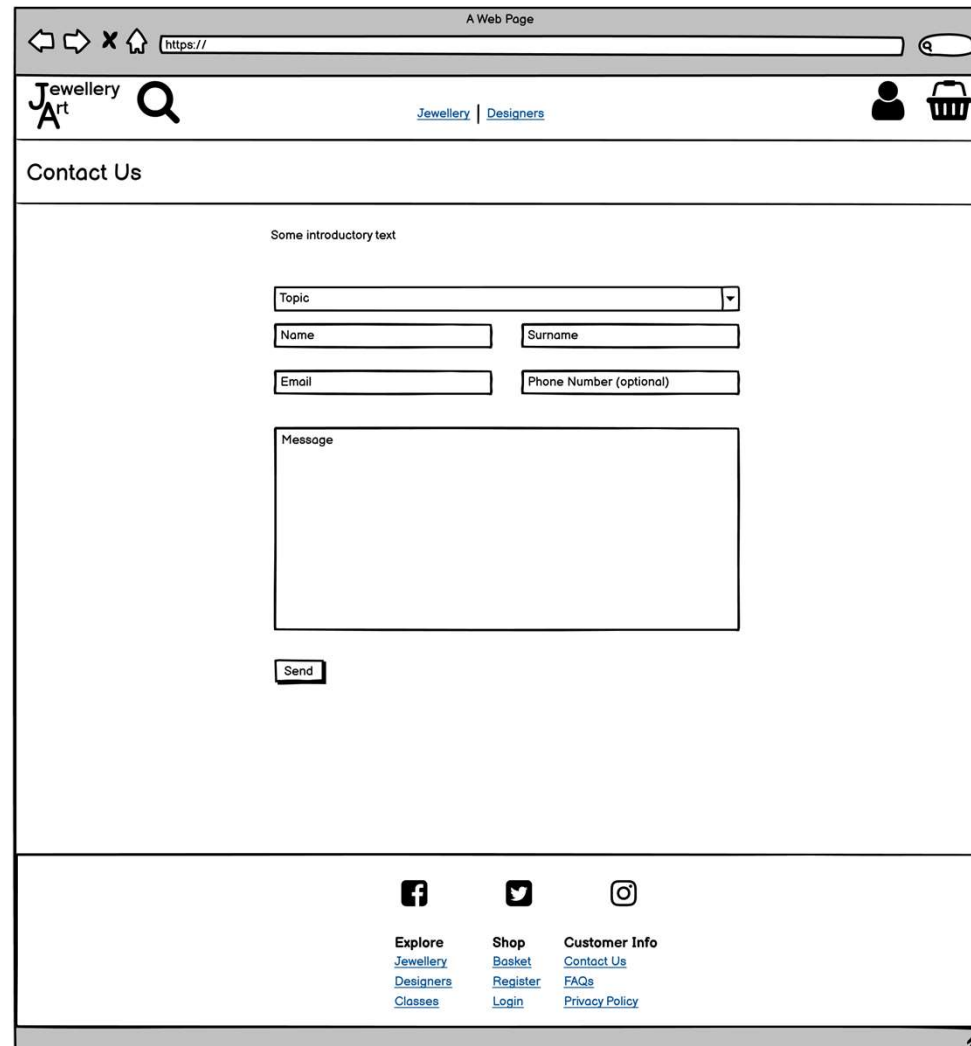 A Web Page
https://
Jewellery
Art
Jewellery | Designers
Contact Us
Some introductory text
Topic
Name Surname
Email Phone Number (optional)
Message
Send
Explore Shop Customer Info
Jewellery Basket Contact Us
Designers Register FAQs
Classes Login Privacy Policy